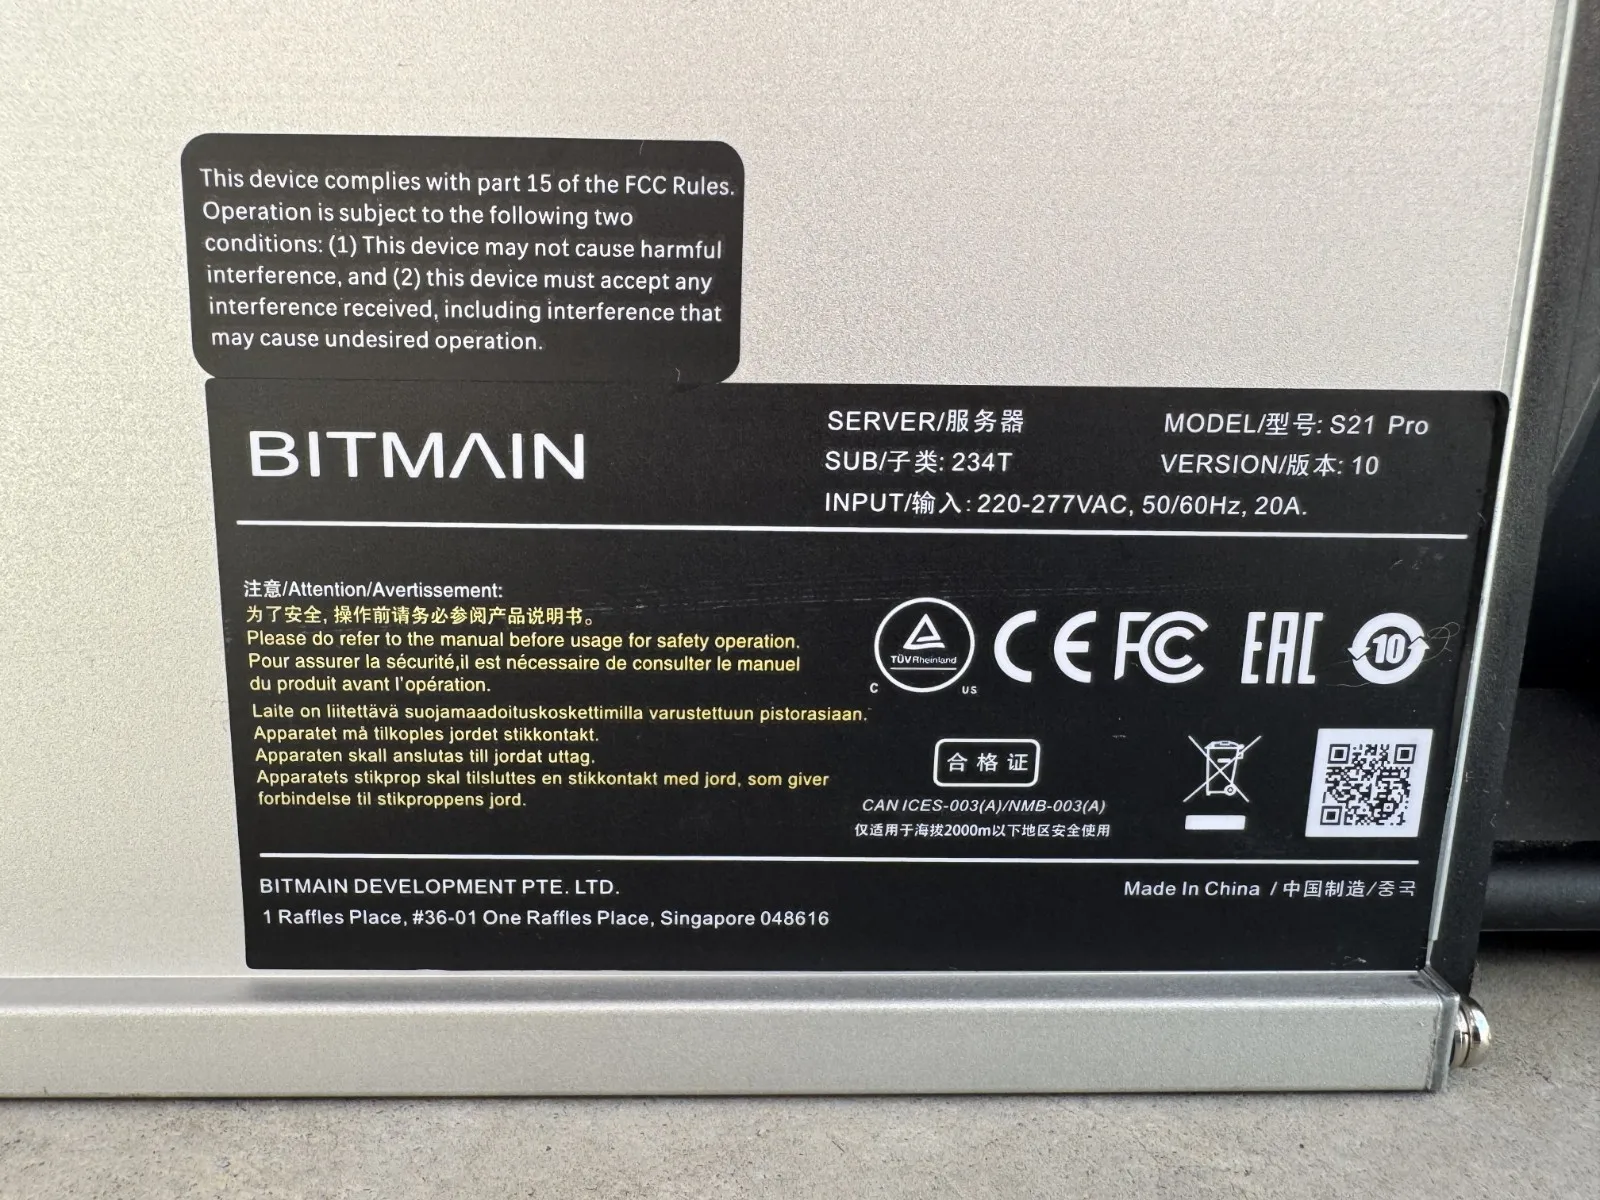 This device complies with part 15 of the FCC Rules.
Operation is subject to the following two
conditions: (1) This device may not cause harmful
interference, and (2) this device must accept any
interference received, including interference that
may cause undesired operation.
BITMAIN
SERVER/服务器
MODEL/型号: S21 Pro
SUB/子类: 234T
VERSION/版本: 10
INPUT/输入: 220-277VAC, 50/60Hz, 20A.
注意/Attention/Avertissement:
为了安全, 操作前请务必参阅产品说明书。
Please do refer to the manual before usage for safety operation.
Pour assurer la sécurité,il est nécessaire de consulter le manuel
du produit avant l'opération.
Laite on liitettävä suojamaadoituskoskettimilla varustettuun pistorasiaan.
Apparatet må tilkoples jordet stikkontakt.
Apparaten skall anslutas till jordat uttag.
Apparatets stikprop skal tilsluttes en stikkontakt med jord, som giver
forbindelse til stikproppens jord.
TÜVRheinland
C US
CE FC EAC 10
合格证
CAN ICES-003(A)/NMB-003(A)
仅适用于海拔2000m以下地区安全使用
BITMAIN DEVELOPMENT PTE. LTD.
1 Raffles Place, #36-01 One Raffles Place, Singapore 048616
Made In China / 中国制造/중국